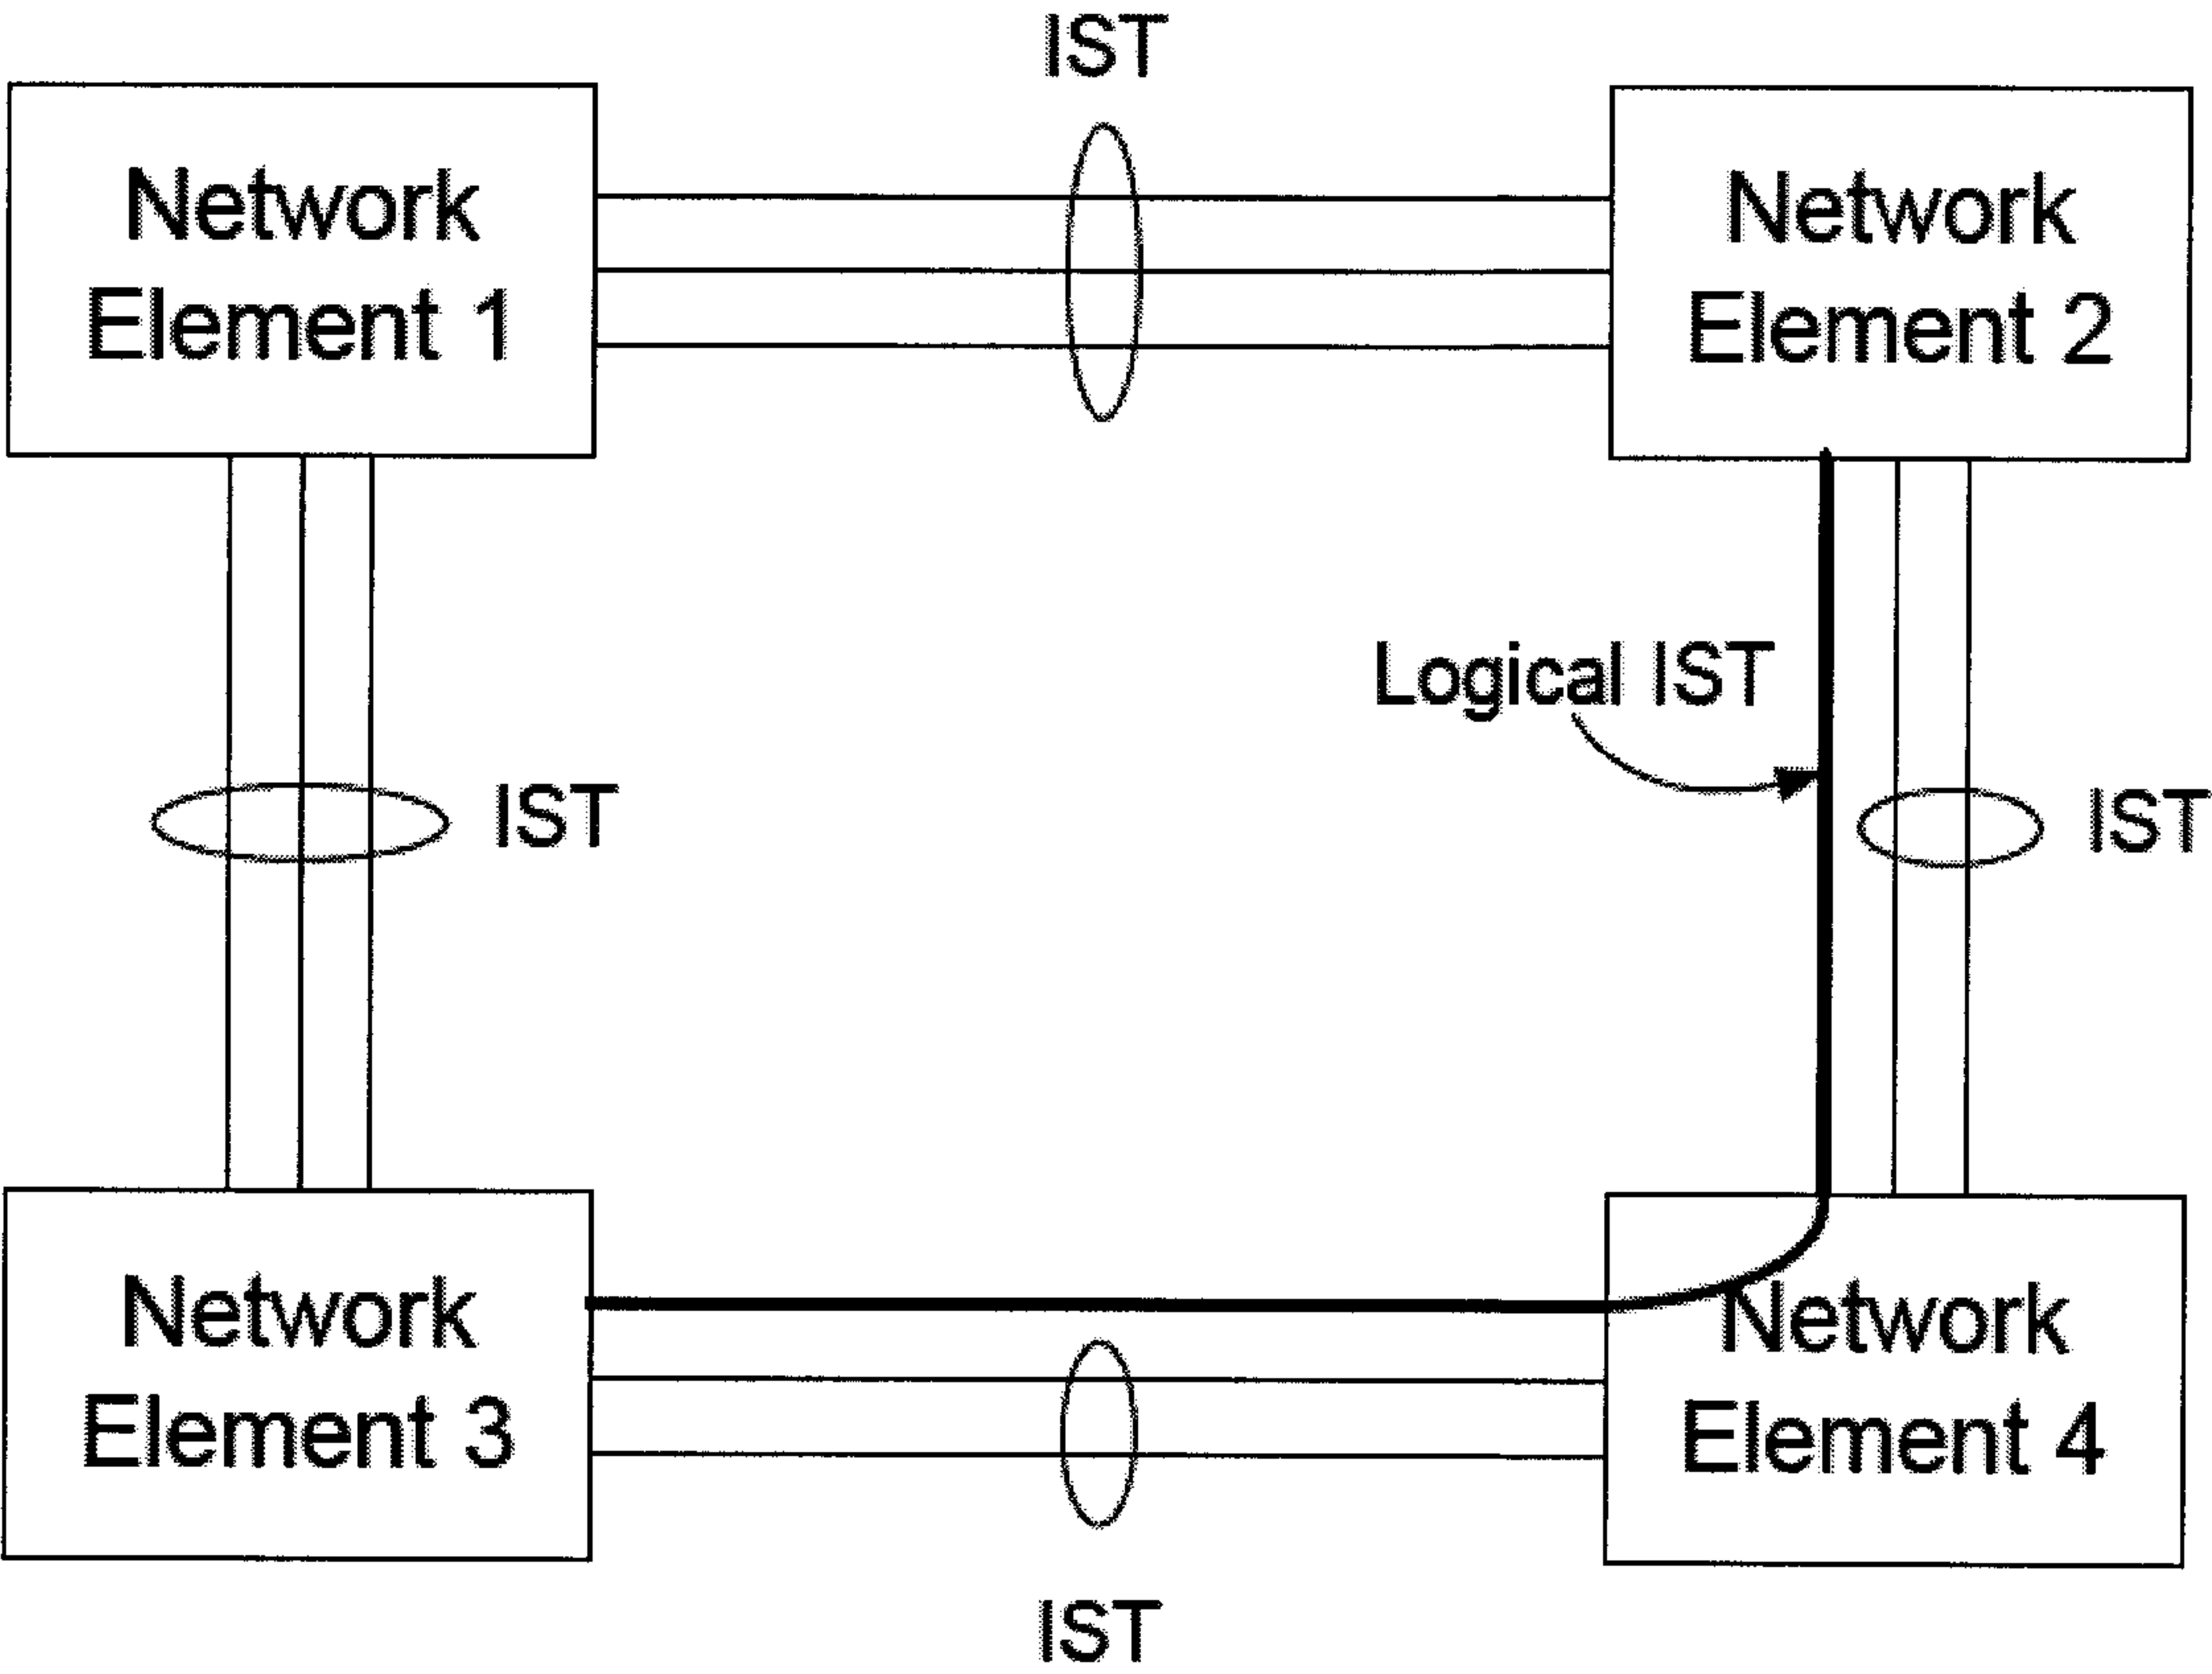 IST
Network
Element 1
Network
Element 2
Logical IST
IST
IST
Network
Element 3
Network
Element 4
IST